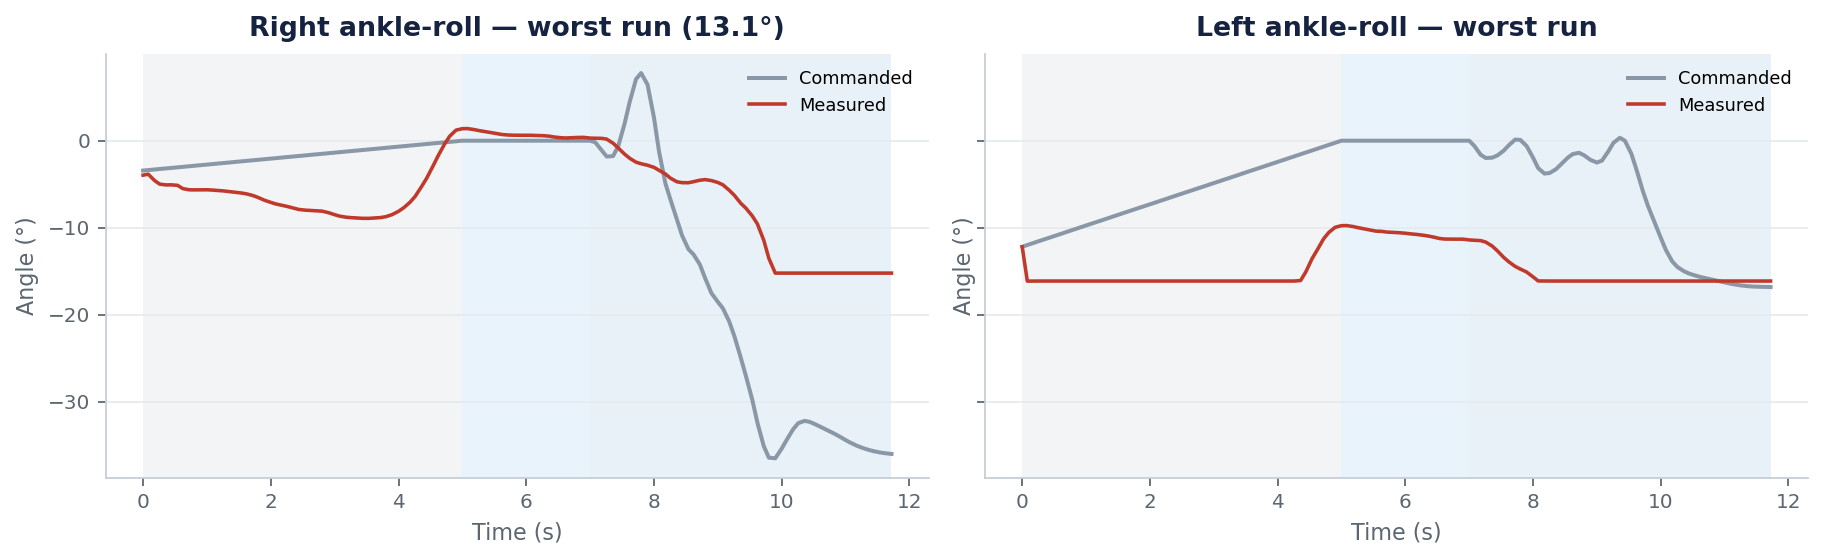 Right ankle-roll — worst run (13.1°)
Commanded
Measured
0
−10
−20
−30
Angle (°)
0
2
4
6
8
10
12
Time (s)
Left ankle-roll — worst run
Commanded
Measured
Angle (°)
0
2
4
6
8
10
12
Time (s)